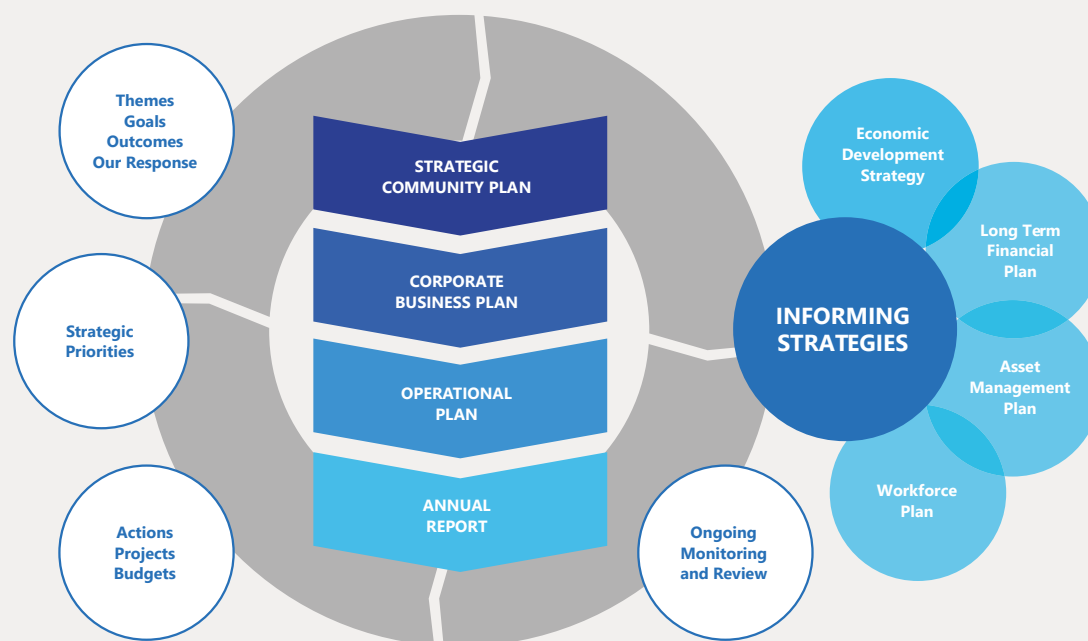 Themes
Goals
Outcomes
Our Response
Strategic
Priorities
Actions
Projects
Budgets
STRATEGIC
COMMUNITY PLAN
CORPORATE
BUSINESS PLAN
OPERATIONAL
PLAN
ANNUAL
REPORT
Ongoing
Monitoring
and Review
INFORMING
STRATEGIES
Economic
Development
Strategy
Long Term
Financial
Plan
Asset
Management
Plan
Workforce
Plan